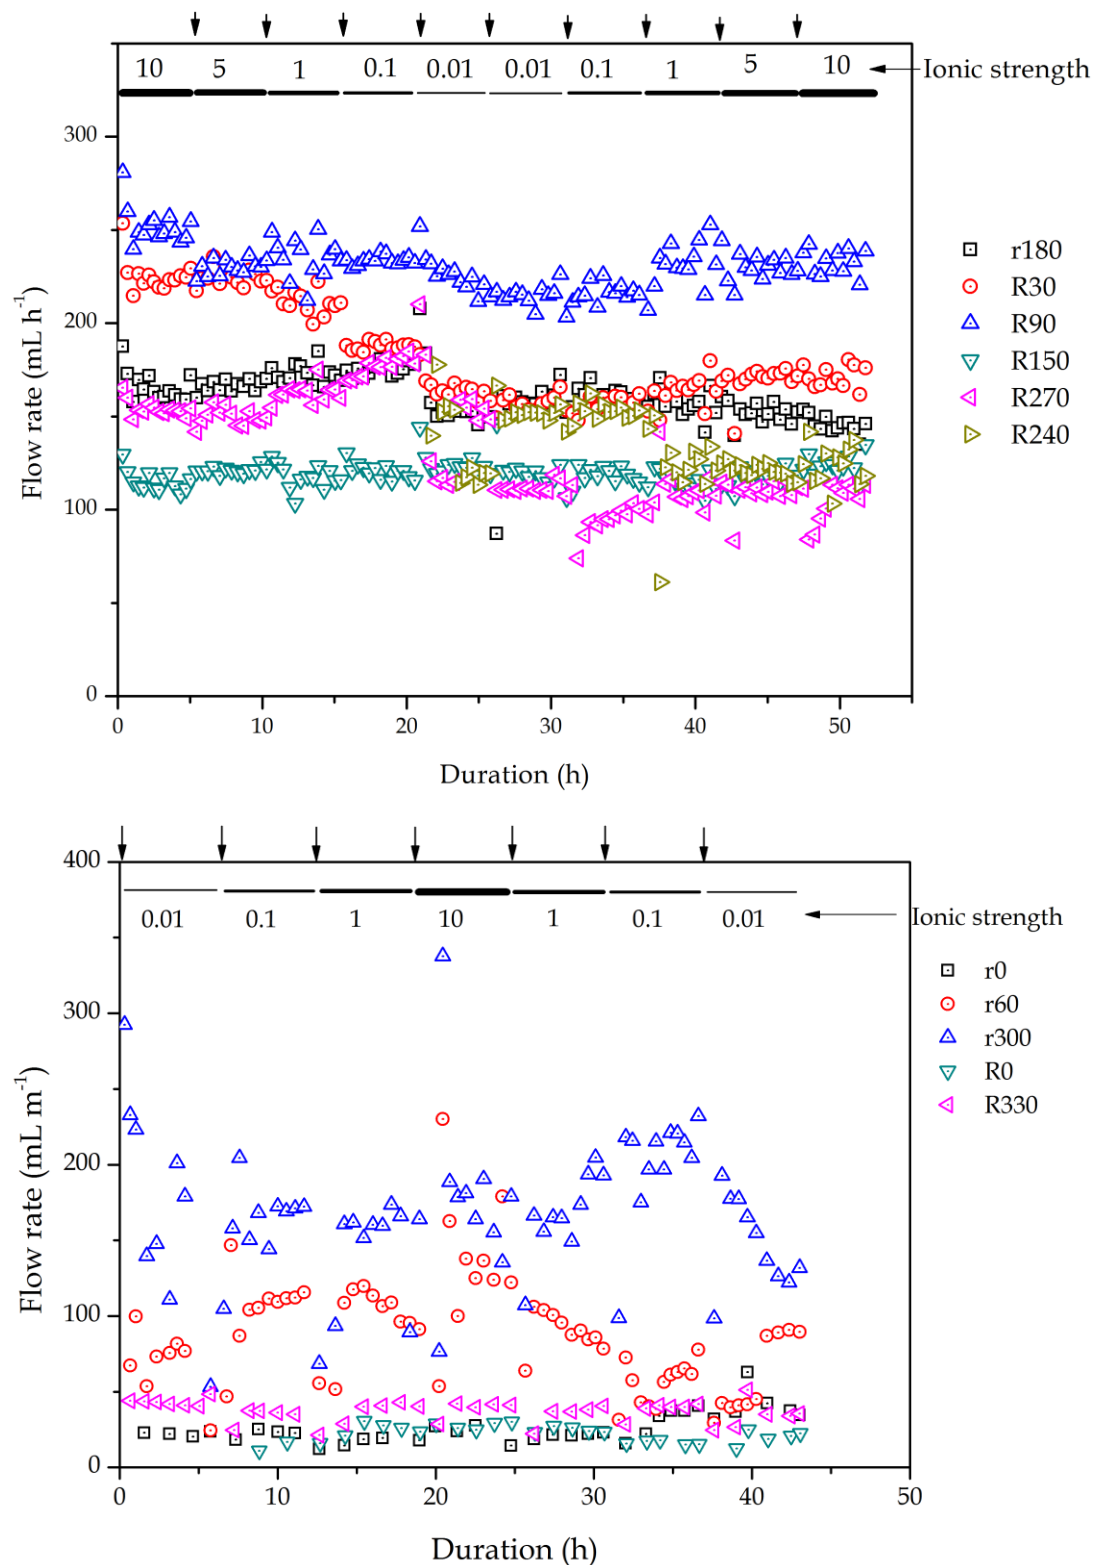 10 5 1 0.1 0.01 0.01 0.1 1 5 10 Ionic strength
300
200
100
0
Flow rate (mL h⁻¹)
0 10 20 30 40 50
Duration (h)
r180
R30
R90
R150
R270
R240
400
300
200
100
0
Flow rate (mL m⁻¹)
0.01 0.1 1 10 1 0.1 0.01 Ionic strength
r0
r60
r300
R0
R330
0 10 20 30 40 50
Duration (h)